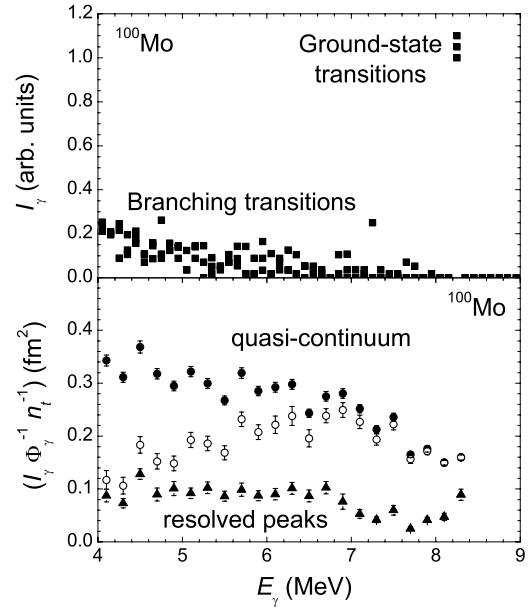 ¹⁰⁰Mo
Ground-state
transitions
Branching transitions
I_γ (arb. units)
1.2
1.0
0.8
0.6
0.4
0.2
0.0
¹⁰⁰Mo
quasi-continuum
resolved peaks
(I_γ Φ_γ⁻¹ n_t⁻¹) (fm²)
0.4
0.3
0.2
0.1
0.0
4 5 6 7 8 9
E_γ (MeV)